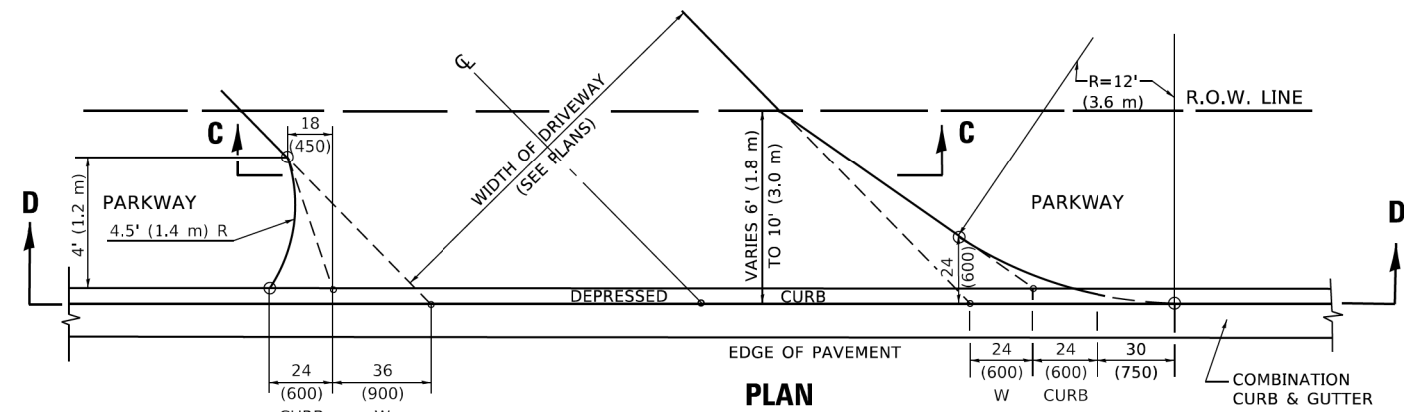 ℄
R=12'
(3.6 m)
R.O.W. LINE
18
(450)
C
C
WIDTH OF DRIVEWAY
(SEE PLANS)
VARIES 6' (1.8 m)
TO 10' (3.0 m)
4' (1.2 m)
PARKWAY
4.5' (1.4 m) R
PARKWAY
D
D
24
(600)
DEPRESSED CURB
EDGE OF PAVEMENT
24
(600)
CURB
36
(900)
W
24
(600)
W
24
(600)
CURB
30
(750)
PLAN
COMBINATION
CURB & GUTTER